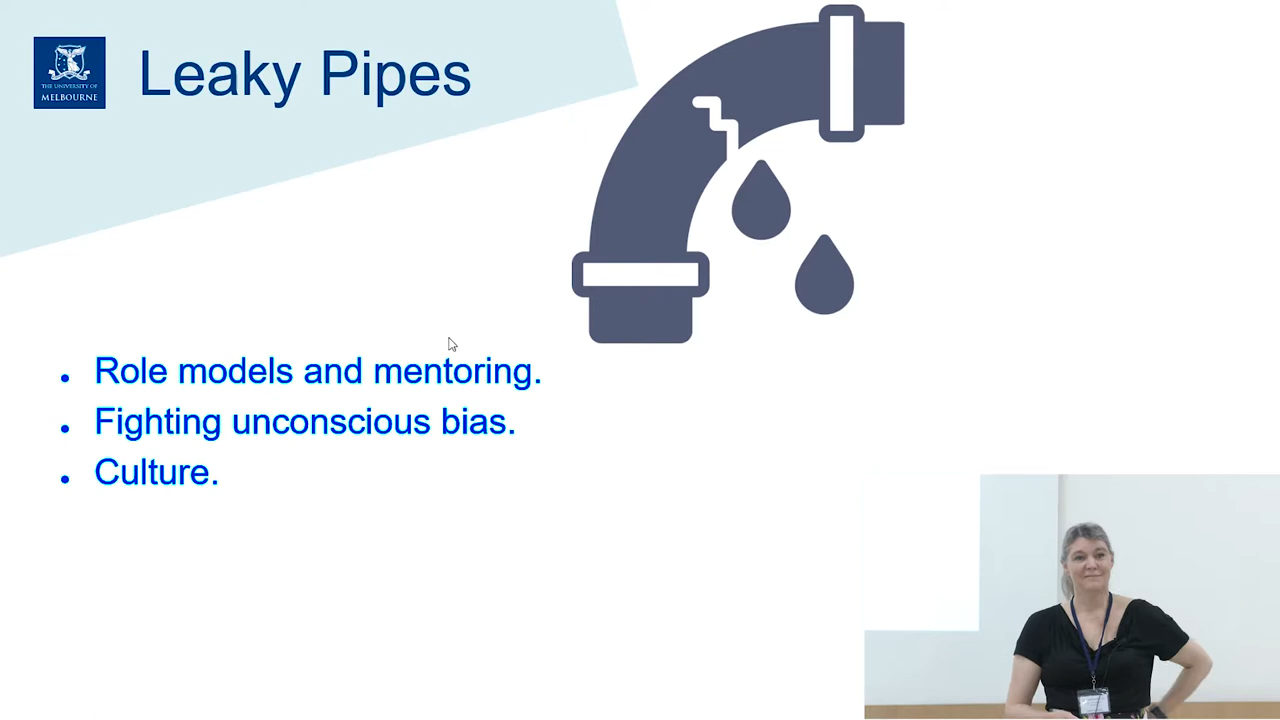 THE UNIVERSITY OF
MELBOURNE
Leaky Pipes
• Role models and mentoring.
• Fighting unconscious bias.
• Culture.